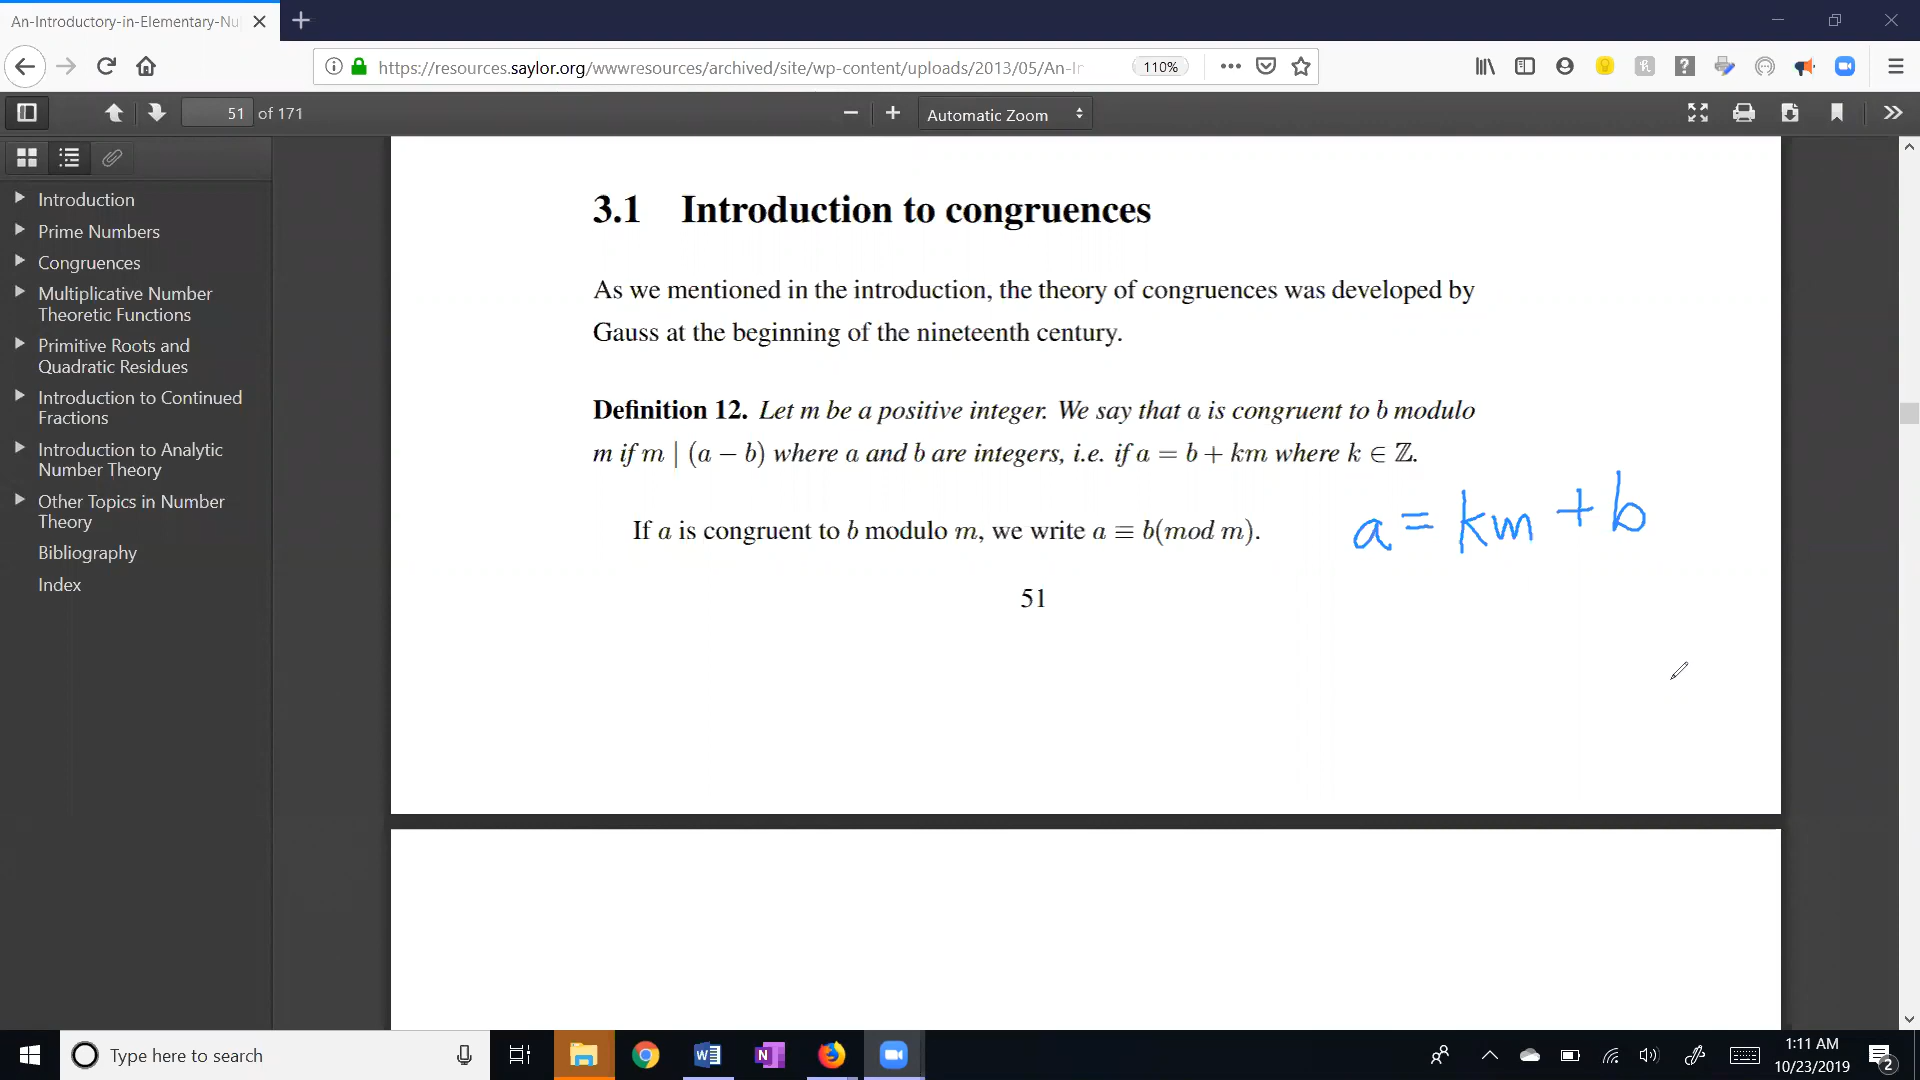 An-Introductory-in-Elementary-Nu
https://resources.saylor.org/wwwresources/archived/site/wp-content/uploads/2013/05/An-In
110%
51 of 171
Automatic Zoom
Introduction
Prime Numbers
Congruences
Multiplicative Number
Theoretic Functions
Primitive Roots and
Quadratic Residues
Introduction to Continued
Fractions
Introduction to Analytic
Number Theory
Other Topics in Number
Theory
Bibliography
Index
3.1 Introduction to congruences
As we mentioned in the introduction, the theory of congruences was developed by
Gauss at the beginning of the nineteenth century.
Definition 12. Let m be a positive integer. We say that a is congruent to b modulo
m if m | (a − b) where a and b are integers, i.e. if a = b + km where k ∈ ℤ.
a = km + b
If a is congruent to b modulo m, we write a ≡ b(mod m).
51
Type here to search
1:11 AM
10/23/2019
2